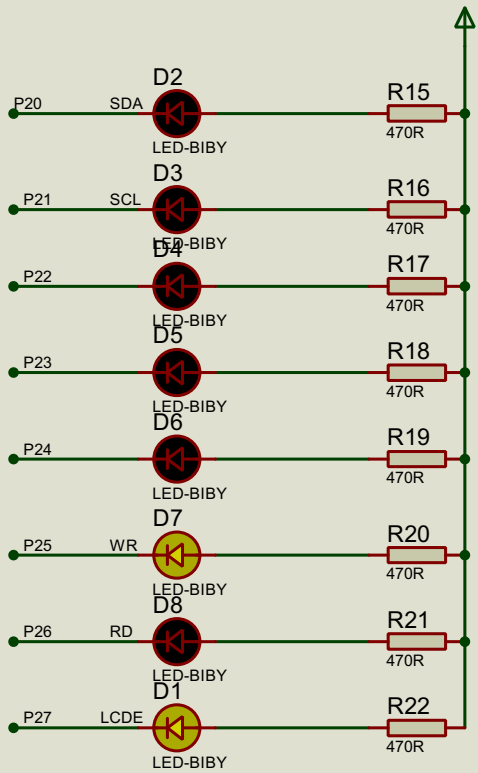 D2
R15
P20 SDA
LED-BIBY
470R
D3
R16
P21 SCL
LED-BIBY
470R
D4
R17
P22
LED-BIBY
470R
D5
R18
P23
LED-BIBY
470R
D6
R19
P24
LED-BIBY
470R
D7
R20
P25 WR
LED-BIBY
470R
D8
R21
P26 RD
LED-BIBY
470R
D1
R22
P27 LCDE
LED-BIBY
470R